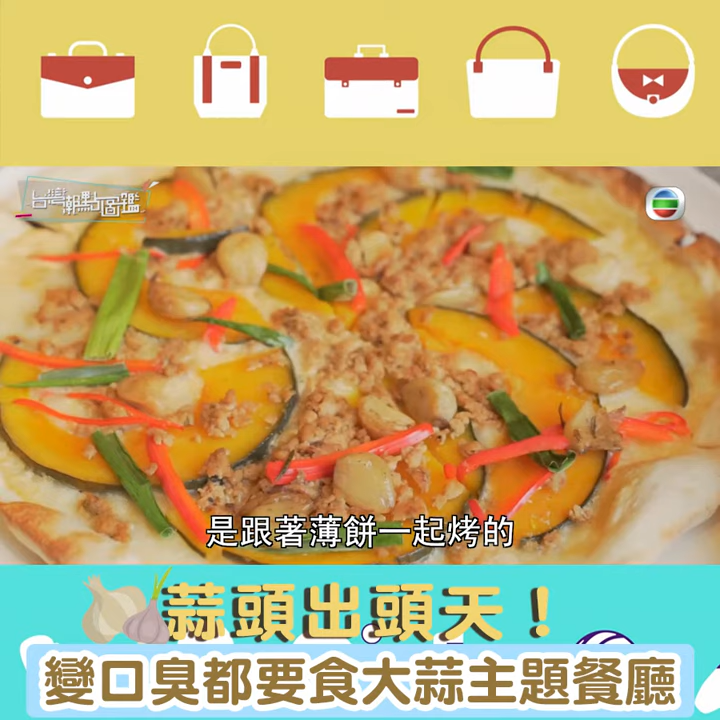 台灣潮點圖鑑
是跟著薄餅一起烤的
蒜頭出頭天！
變口臭都要食大蒜主題餐廳